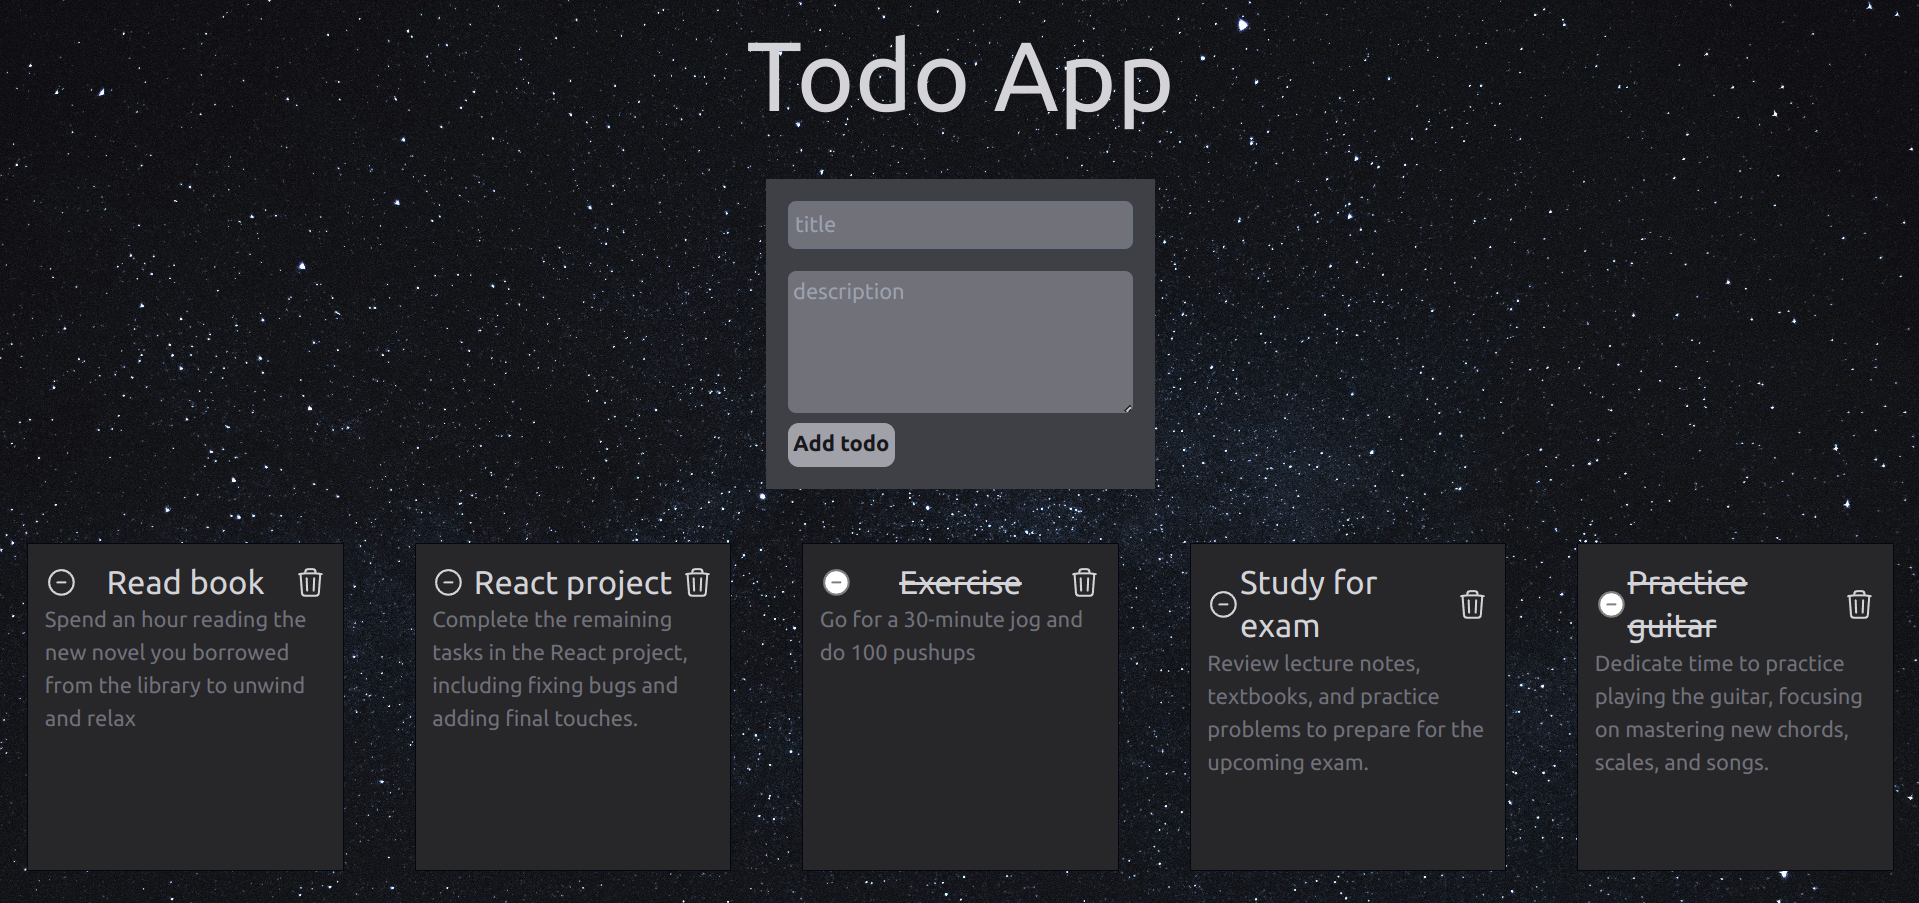 Todo App
title
description
Add todo
Read book
Spend an hour reading the
new novel you borrowed
from the library to unwind
and relax
React project
Complete the remaining
tasks in the React project,
including fixing bugs and
adding final touches.
Exercise
Go for a 30-minute jog and
do 100 pushups
Study for
exam
Review lecture notes,
textbooks, and practice
problems to prepare for the
upcoming exam.
Practice
guitar
Dedicate time to practice
playing the guitar, focusing
on mastering new chords,
scales, and songs.